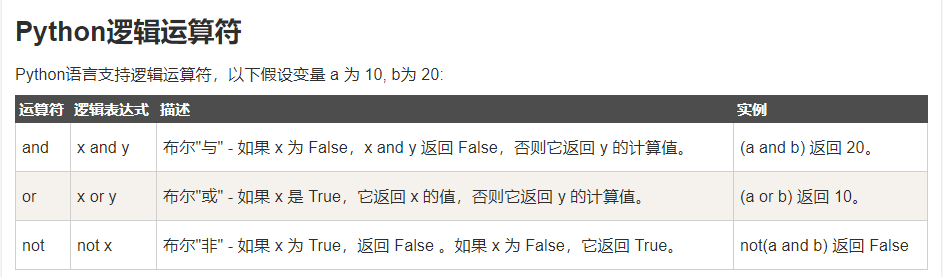 Python逻辑运算符
Python语言支持逻辑运算符，以下假设变量 a 为 10, b为 20:
运算符 逻辑表达式 描述 实例
and x and y 布尔"与" - 如果 x 为 False，x and y 返回 False，否则它返回 y 的计算值。 (a and b) 返回 20。
or x or y 布尔"或" - 如果 x 是 True，它返回 x 的值，否则它返回 y 的计算值。 (a or b) 返回 10。
not not x 布尔"非" - 如果 x 为 True，返回 False 。如果 x 为 False，它返回 True。 not(a and b) 返回 False